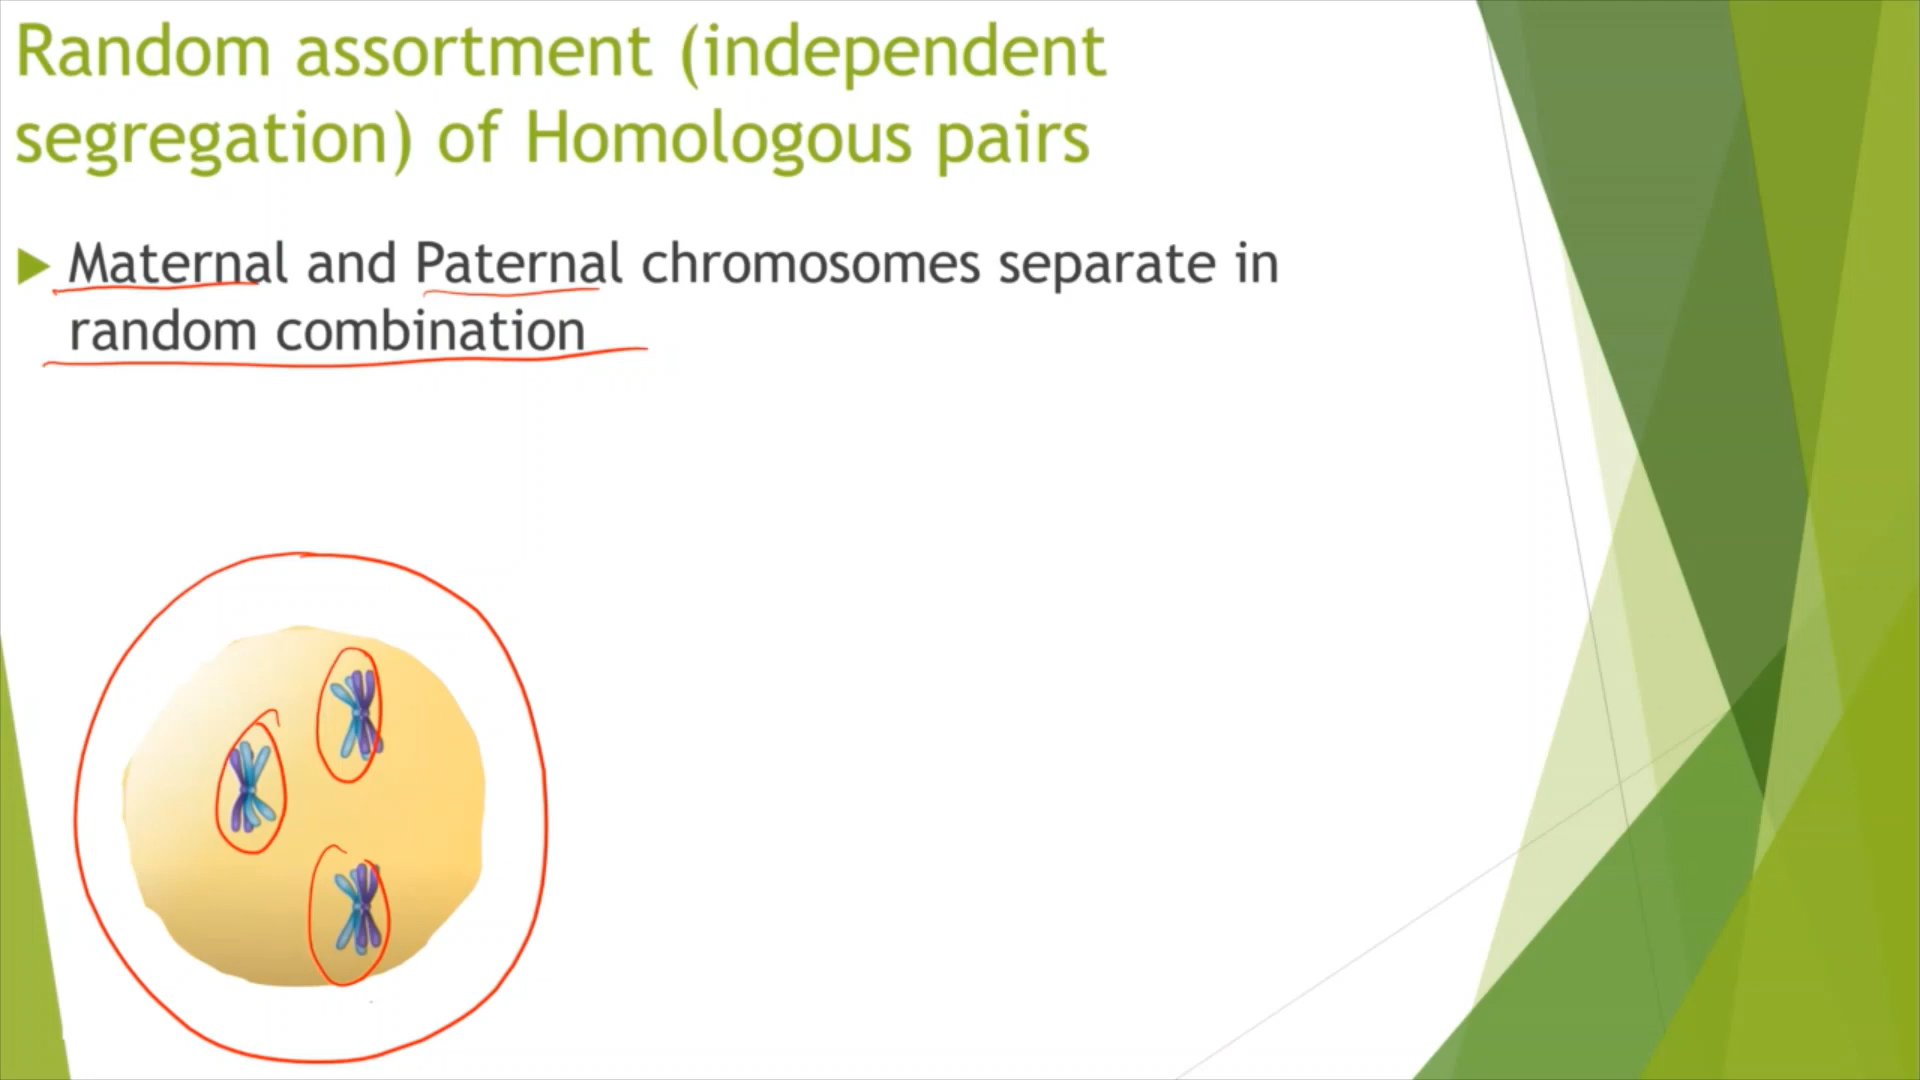 Random assortment (independent
segregation) of Homologous pairs
Maternal and Paternal chromosomes separate in
random combination